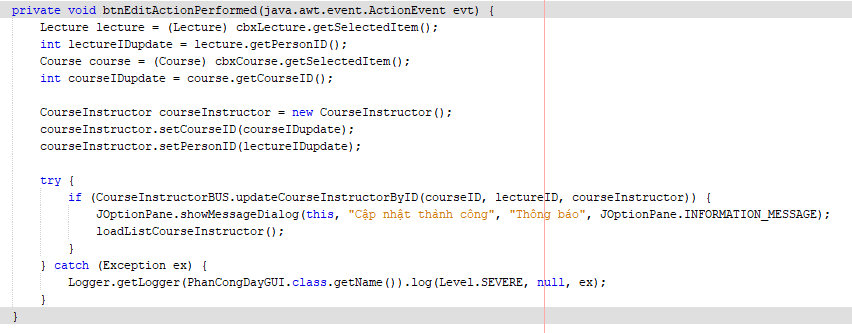 private void btnEditActionPerformed(java.awt.event.ActionEvent evt) {
    Lecture lecture = (Lecture) cbxLecture.getSelectedItem();
    int lectureIDupdate = lecture.getPersonID();
    Course course = (Course) cbxCourse.getSelectedItem();
    int courseIDupdate = course.getCourseID();

    CourseInstructor courseInstructor = new CourseInstructor();
    courseInstructor.setCourseID(courseIDupdate);
    courseInstructor.setPersonID(lectureIDupdate);

    try {
        if (CourseInstructorBUS.updateCourseInstructorByID(courseID, lectureID, courseInstructor)) {
            JOptionPane.showMessageDialog(this, "Cập nhật thành công", "Thông báo", JOptionPane.INFORMATION_MESSAGE);
            loadListCourseInstructor();
        }
    } catch (Exception ex) {
        Logger.getLogger(PhanCongDayGUI.class.getName()).log(Level.SEVERE, null, ex);
    }
}